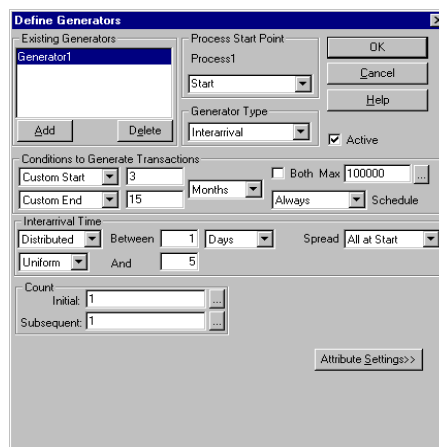 Define Generators
Existing Generators
Generator1
Add Delete
Process Start Point
Process1
Start
Generator Type
Interarrival
OK
Cancel
Help
Active
Conditions to Generate Transactions
Custom Start 3
Custom End 15
Months
Both Max 100000 ...
Always Schedule
Interarrival Time
Distributed Between 1 Days Spread All at Start
Uniform And 5
Count
Initial: 1 ...
Subsequent: 1 ...
Attribute Settings>>